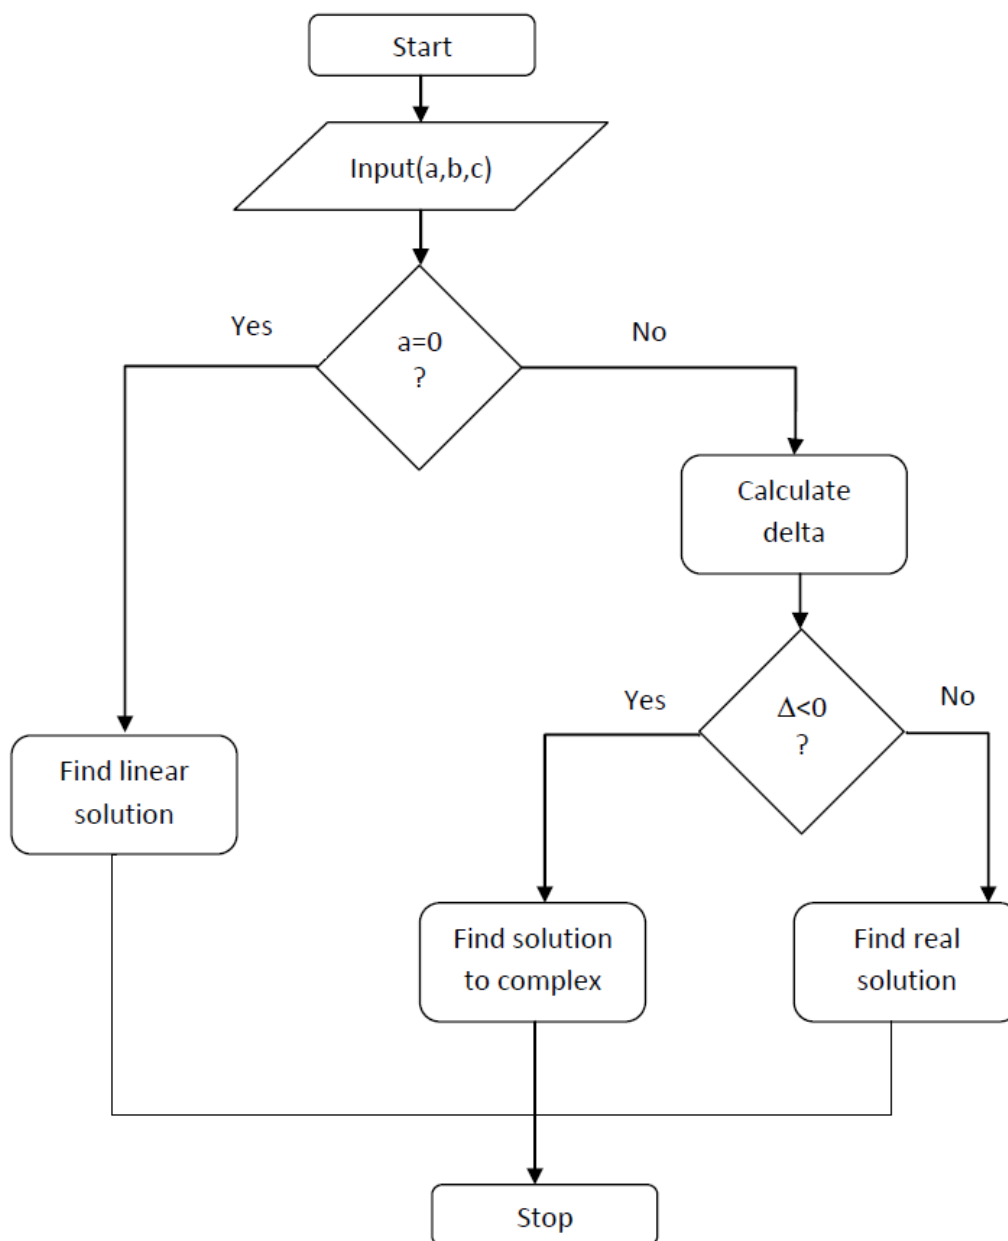 Start
Input(a,b,c)
Yes
a=0
?
No
Calculate
delta
Yes
Δ<0
?
No
Find linear
solution
Find solution
to complex
Find real
solution
Stop